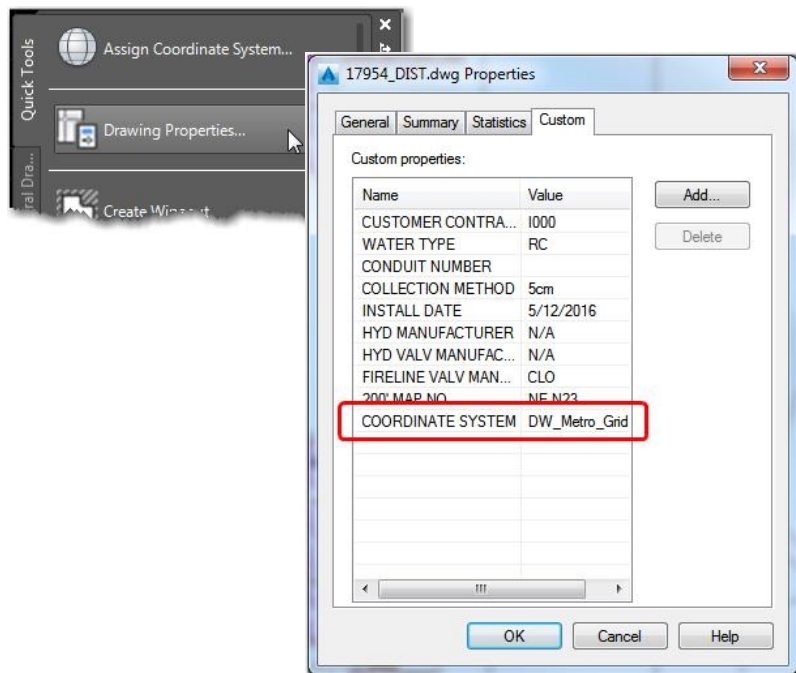 Quick Tools
Assign Coordinate System...
Drawing Properties...
ral Dra...
17954_DIST.dwg Properties
General Summary Statistics Custom
Custom properties:
Name Value
CUSTOMER CONTRA... I000
WATER TYPE RC
CONDUIT NUMBER
COLLECTION METHOD 5cm
INSTALL DATE 5/12/2016
HYD MANUFACTURER N/A
HYD VALV MANUFAC... N/A
FIRELINE VALV MAN... CLO
200' MAP NO NE N23
COORDINATE SYSTEM DW_Metro_Grid
Add...
Delete
OK Cancel Help